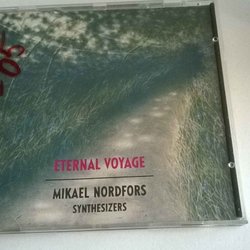 ETERNAL VOYAGE
MIKAEL NORDFORS
SYNTHESIZERS